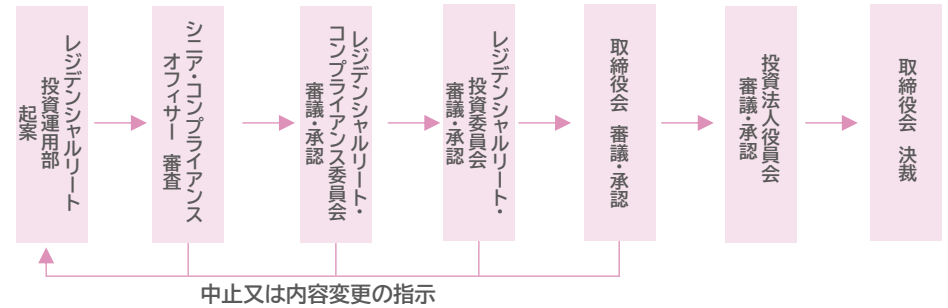 レジデンシャルリート
投資運用部
起案
シニア・コンプライアンス
オフィサー 審査
レジデンシャルリート・
コンプライアンス委員会
審議・承認
レジデンシャルリート・
投資委員会
審議・承認
取締役会 審議・承認
投資法人役員会
審議・承認
取締役会 決裁
中止又は内容変更の指示